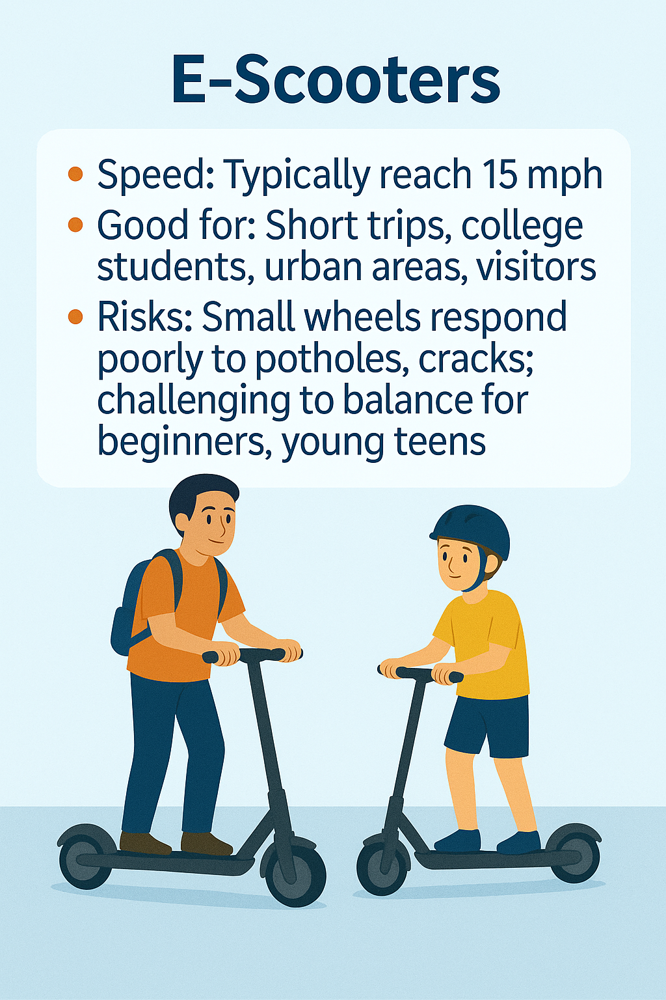 E-Scooters
• Speed: Typically reach 15 mph
• Good for: Short trips, college
students, urban areas, visitors
• Risks: Small wheels respond
poorly to potholes, cracks;
challenging to balance for
beginners, young teens